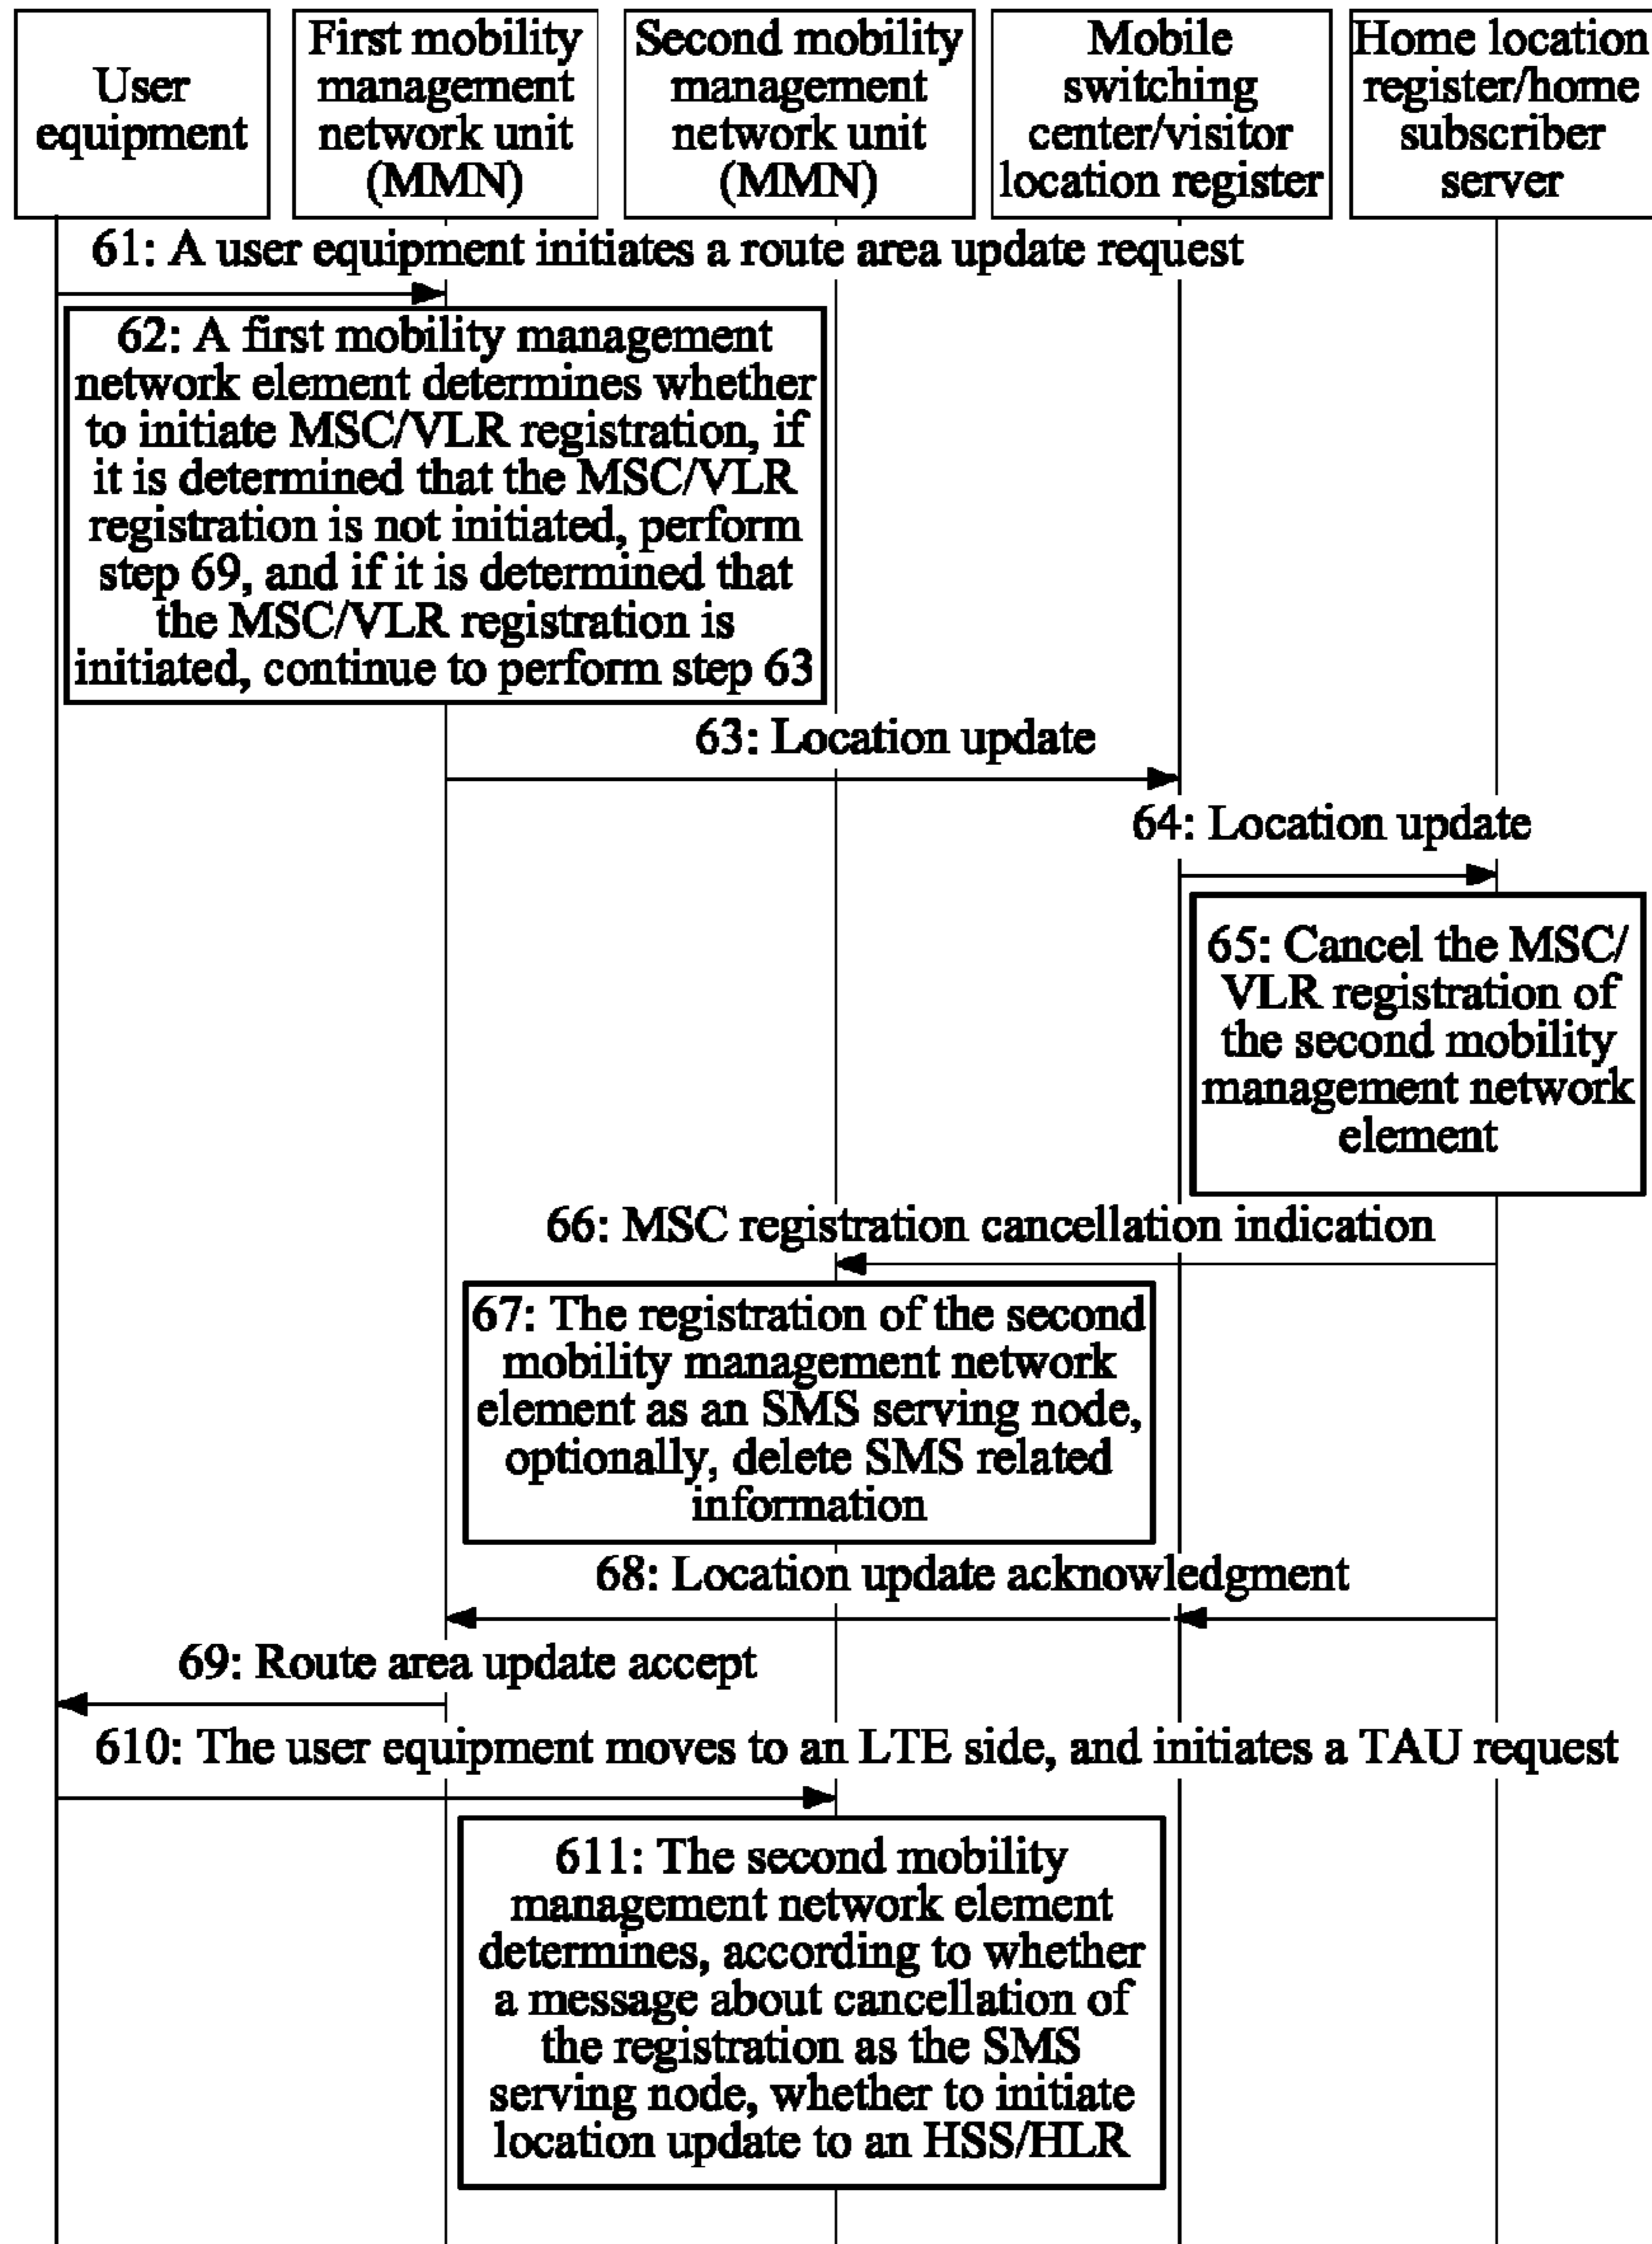 User
equipment
First mobility
management
network unit
(MMN)
Second mobility
management
network unit
(MMN)
Mobile
switching
center/visitor
location register
Home location
register/home
subscriber
server
61: A user equipment initiates a route area update request
62: A first mobility management
network element determines whether
to initiate MSC/VLR registration, if
it is determined that the MSC/VLR
registration is not initiated, perform
step 69, and if it is determined that
the MSC/VLR registration is
initiated, continue to perform step 63
63: Location update
64: Location update
65: Cancel the MSC/
VLR registration of
the second mobility
management network
element
66: MSC registration cancellation indication
67: The registration of the second
mobility management network
element as an SMS serving node,
optionally, delete SMS related
information
68: Location update acknowledgment
69: Route area update accept
610: The user equipment moves to an LTE side, and initiates a TAU request
611: The second mobility
management network element
determines, according to whether
a message about cancellation of
the registration as the SMS
serving node, whether to initiate
location update to an HSS/HLR